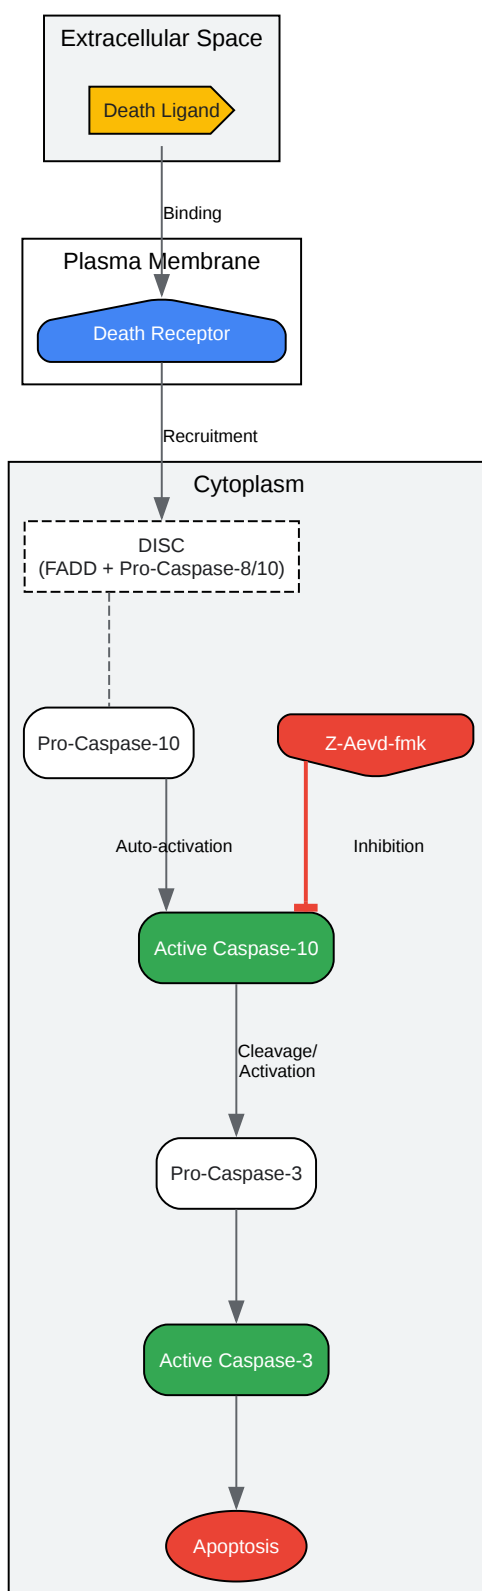 Extracellular Space
Death Ligand
Binding
Plasma Membrane
Death Receptor
Recruitment
Cytoplasm
DISC
(FADD + Pro-Caspase-8/10)
Pro-Caspase-10
Z-Aevd-fmk
Auto-activation
Inhibition
Active Caspase-10
Cleavage/
Activation
Pro-Caspase-3
Active Caspase-3
Apoptosis